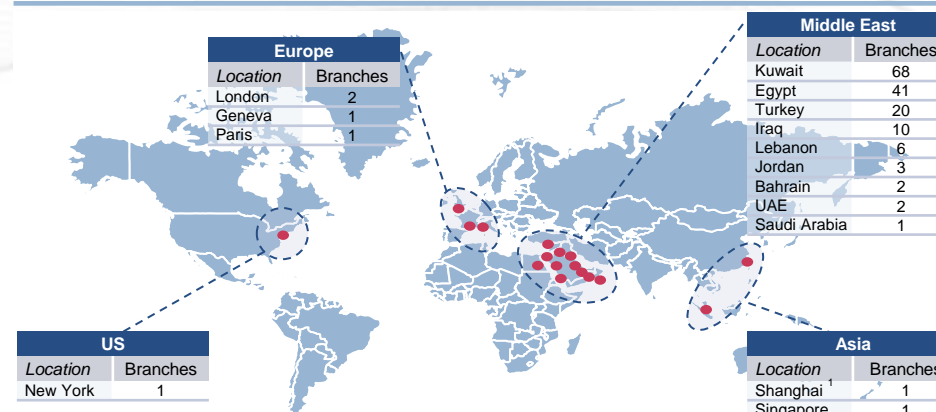 Middle East
Location Branches
Kuwait 68
Egypt 41
Turkey 20
Iraq 10
Lebanon 6
Jordan 3
Bahrain 2
UAE 2
Saudi Arabia 1
Europe
Location Branches
London 2
Geneva 1
Paris 1
US
Location Branches
New York 1
Asia
Location Branches
Shanghai 1 1
Singapore 1